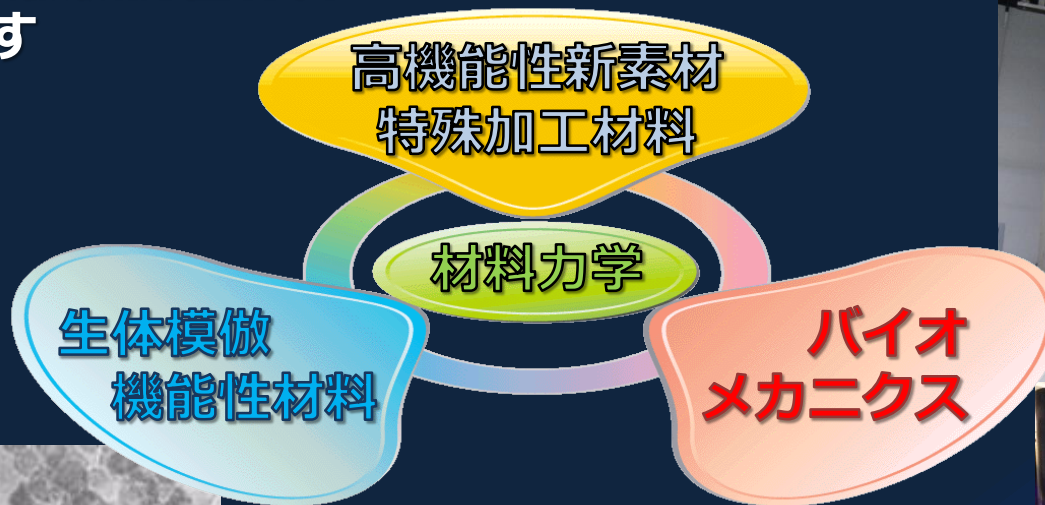 す
高機能性新素材
特殊加工材料
材料力学
生体模倣
機能性材料
バイオ
メカニクス